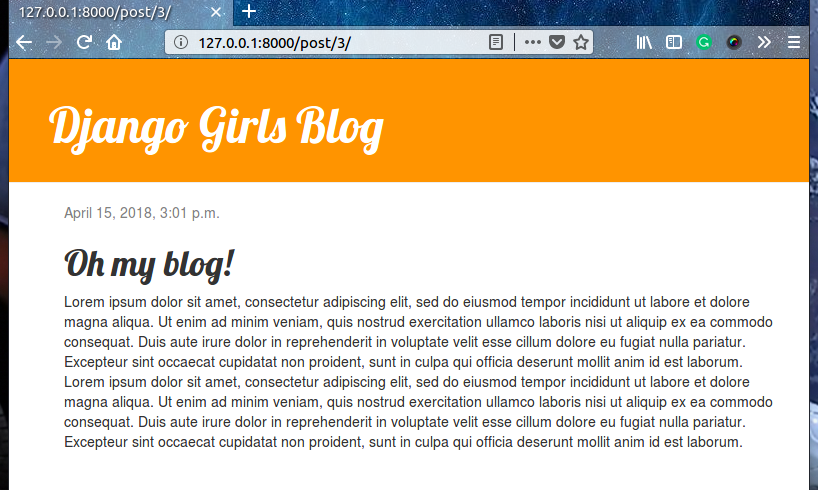 127.0.0.1:8000/post/3/
127.0.0.1:8000/post/3/
Django Girls Blog
April 15, 2018, 3:01 p.m.
Oh my blog!
Lorem ipsum dolor sit amet, consectetur adipiscing elit, sed do eiusmod tempor incididunt ut labore et dolore
magna aliqua. Ut enim ad minim veniam, quis nostrud exercitation ullamco laboris nisi ut aliquip ex ea commodo
consequat. Duis aute irure dolor in reprehenderit in voluptate velit esse cillum dolore eu fugiat nulla pariatur.
Excepteur sint occaecat cupidatat non proident, sunt in culpa qui officia deserunt mollit anim id est laborum.
Lorem ipsum dolor sit amet, consectetur adipiscing elit, sed do eiusmod tempor incididunt ut labore et dolore
magna aliqua. Ut enim ad minim veniam, quis nostrud exercitation ullamco laboris nisi ut aliquip ex ea commodo
consequat. Duis aute irure dolor in reprehenderit in voluptate velit esse cillum dolore eu fugiat nulla pariatur.
Excepteur sint occaecat cupidatat non proident, sunt in culpa qui officia deserunt mollit anim id est laborum.